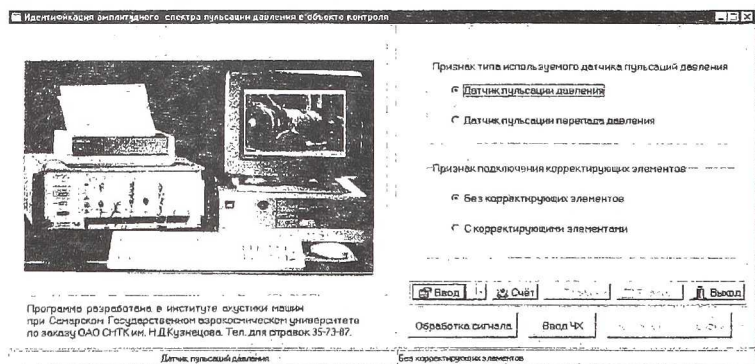 Идентификация амплитудного спектра пульсации давления в объекте контроля
Признак типа используемого датчика пульсаций давления
Датчик пульсации давления
Датчик пульсации перепада давления
Признак подключения корректирующих элементов
Без корректирующих элементов
С корректирующими элементами
Ввод Счёт Выход
Обработка сигнала Ввод ЧХ
Программа разработана в институте акустики машин
при Самарском Государственном аэрокосмическом университете
по заказу ОАО СНТК им. Н.Д.Кузнецова. Тел. для справок 35-73-87.
Датчик пульсаций давления Без корректирующих элементов